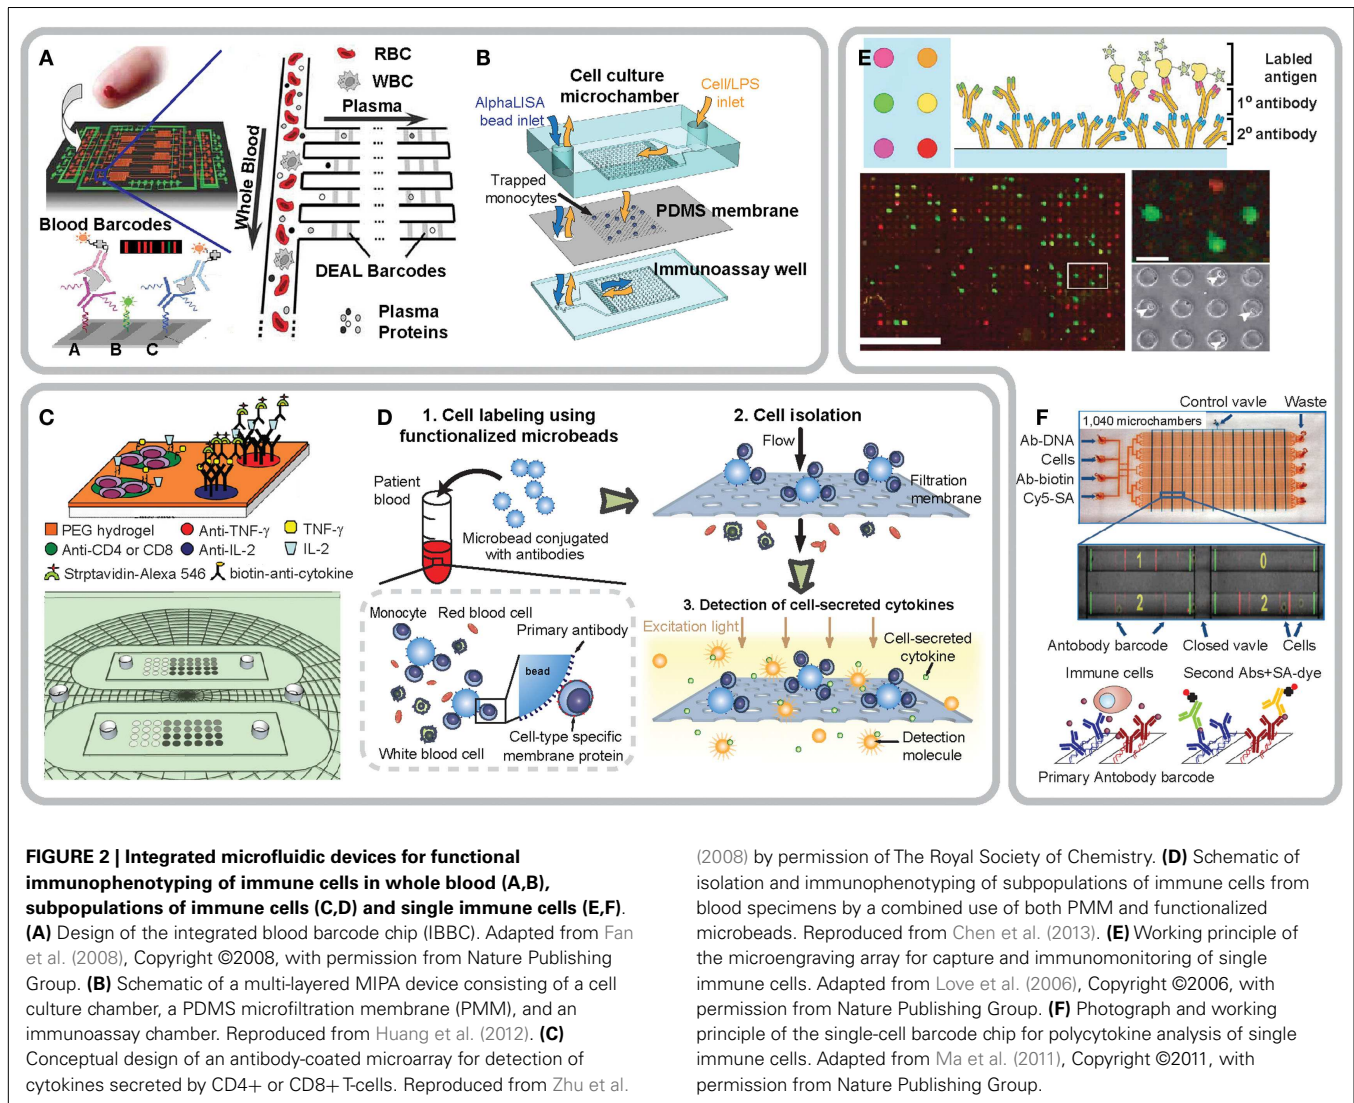 A
RBC
WBC
Plasma
Whole Blood
Blood Barcodes
DEAL Barcodes
Plasma
Proteins
A B C
B
Cell culture
microchamber
AlphaLISA
bead inlet
Cell/LPS
inlet
Trapped
monocytes
PDMS membrane
Immunoassay well
E
Labled
antigen
1º antibody
2º antibody
C
PEG hydrogel
Anti-TNF-γ
TNF-γ
Anti-CD4 or CD8
Anti-IL-2
IL-2
Strptavidin-Alexa 546
biotin-anti-cytokine
D
1. Cell labeling using
functionalized microbeads
Patient
blood
Microbead conjugated
with antibodies
Monocyte
Red blood cell
Primary antibody
bead
White blood cell
Cell-type specific
membrane protein
2. Cell isolation
Flow
Filtration
membrane
3. Detection of cell-secreted cytokines
Excitation light
Cell-secreted
cytokine
Detection
molecule
F
Control vavle
Waste
1,040 microchambers
Ab-DNA
Cells
Ab-biotin
Cy5-SA
1 0
2 2
Antobody barcode
Closed vavle
Cells
Immune cells
Second Abs+SA-dye
Primary Antobody barcode
FIGURE 2 | Integrated microfluidic devices for functional
immunophenotyping of immune cells in whole blood (A,B),
subpopulations of immune cells (C,D) and single immune cells (E,F).
(A) Design of the integrated blood barcode chip (IBBC). Adapted from Fan
et al. (2008), Copyright ©2008, with permission from Nature Publishing
Group. (B) Schematic of a multi-layered MIPA device consisting of a cell
culture chamber, a PDMS microfiltration membrane (PMM), and an
immunoassay chamber. Reproduced from Huang et al. (2012). (C)
Conceptual design of an antibody-coated microarray for detection of
cytokines secreted by CD4+ or CD8+ T-cells. Reproduced from Zhu et al.
(2008) by permission of The Royal Society of Chemistry. (D) Schematic of
isolation and immunophenotyping of subpopulations of immune cells from
blood specimens by a combined use of both PMM and functionalized
microbeads. Reproduced from Chen et al. (2013). (E) Working principle of
the microengraving array for capture and immunomonitoring of single
immune cells. Adapted from Love et al. (2006), Copyright ©2006, with
permission from Nature Publishing Group. (F) Photograph and working
principle of the single-cell barcode chip for polycytokine analysis of single
immune cells. Adapted from Ma et al. (2011), Copyright ©2011, with
permission from Nature Publishing Group.